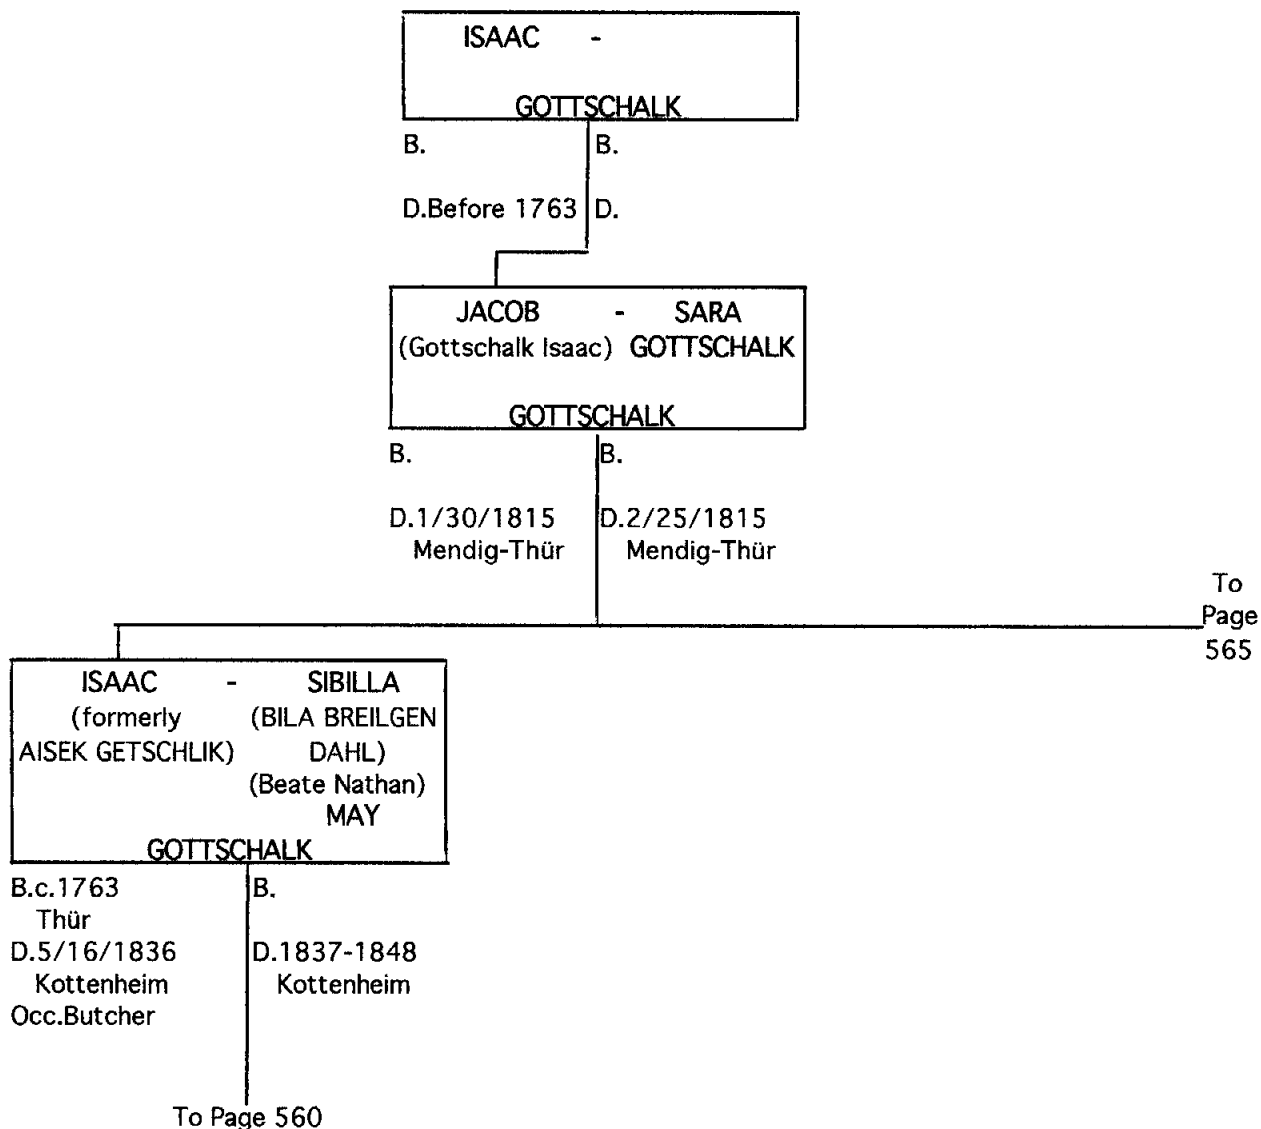 ISAAC -
GOTTSCHALK
B. B.
D.Before 1763 D.
JACOB - SARA
(Gottschalk Isaac) GOTTSCHALK
GOTTSCHALK
B. B.
D.1/30/1815 D.2/25/1815
Mendig-Thür Mendig-Thür
To
Page
565
ISAAC - SIBILLA
(formerly (BILA BREILGEN
AISEK GETSCHLIK) DAHL)
(Beate Nathan)
MAY
GOTTSCHALK
B.c.1763 B.
Thür
D.5/16/1836 D.1837-1848
Kottenheim Kottenheim
Occ.Butcher
To Page 560